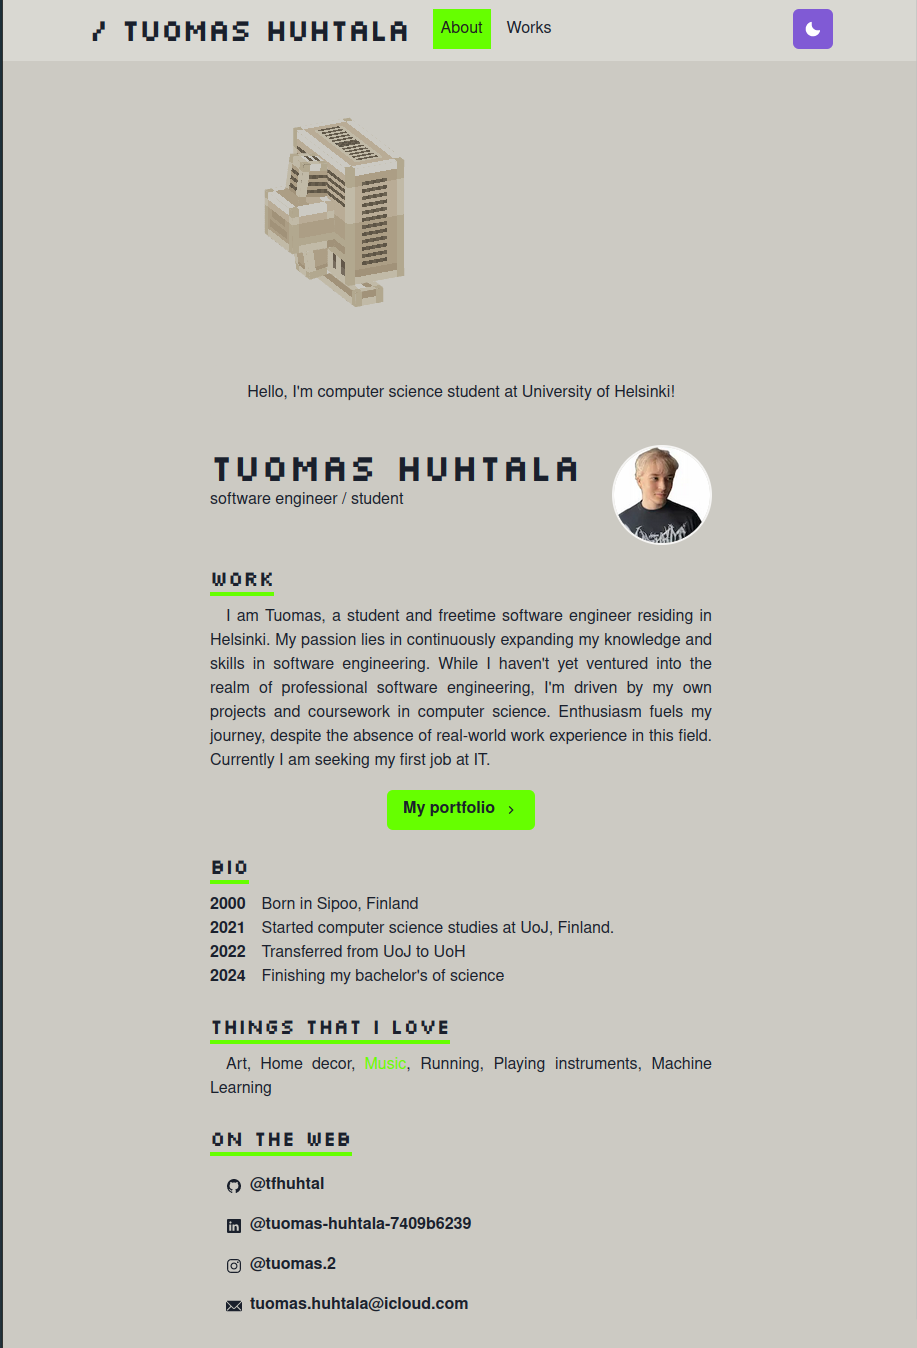 / TUOMAS HUHTALA
About
Works
Hello, I'm computer science student at University of Helsinki!
TUOMAS HUHTALA
software engineer / student
WORK
I am Tuomas, a student and freetime software engineer residing in
Helsinki. My passion lies in continuously expanding my knowledge and
skills in software engineering. While I haven't yet ventured into the
realm of professional software engineering, I'm driven by my own
projects and coursework in computer science. Enthusiasm fuels my
journey, despite the absence of real-world work experience in this field.
Currently I am seeking my first job at IT.
My portfolio >
BIO
2000 Born in Sipoo, Finland
2021 Started computer science studies at UoJ, Finland.
2022 Transferred from UoJ to UoH
2024 Finishing my bachelor's of science
THINGS THAT I LOVE
Art, Home decor, Music, Running, Playing instruments, Machine
Learning
ON THE WEB
@tfhuhtal
@tuomas-huhtala-7409b6239
@tuomas.2
tuomas.huhtala@icloud.com